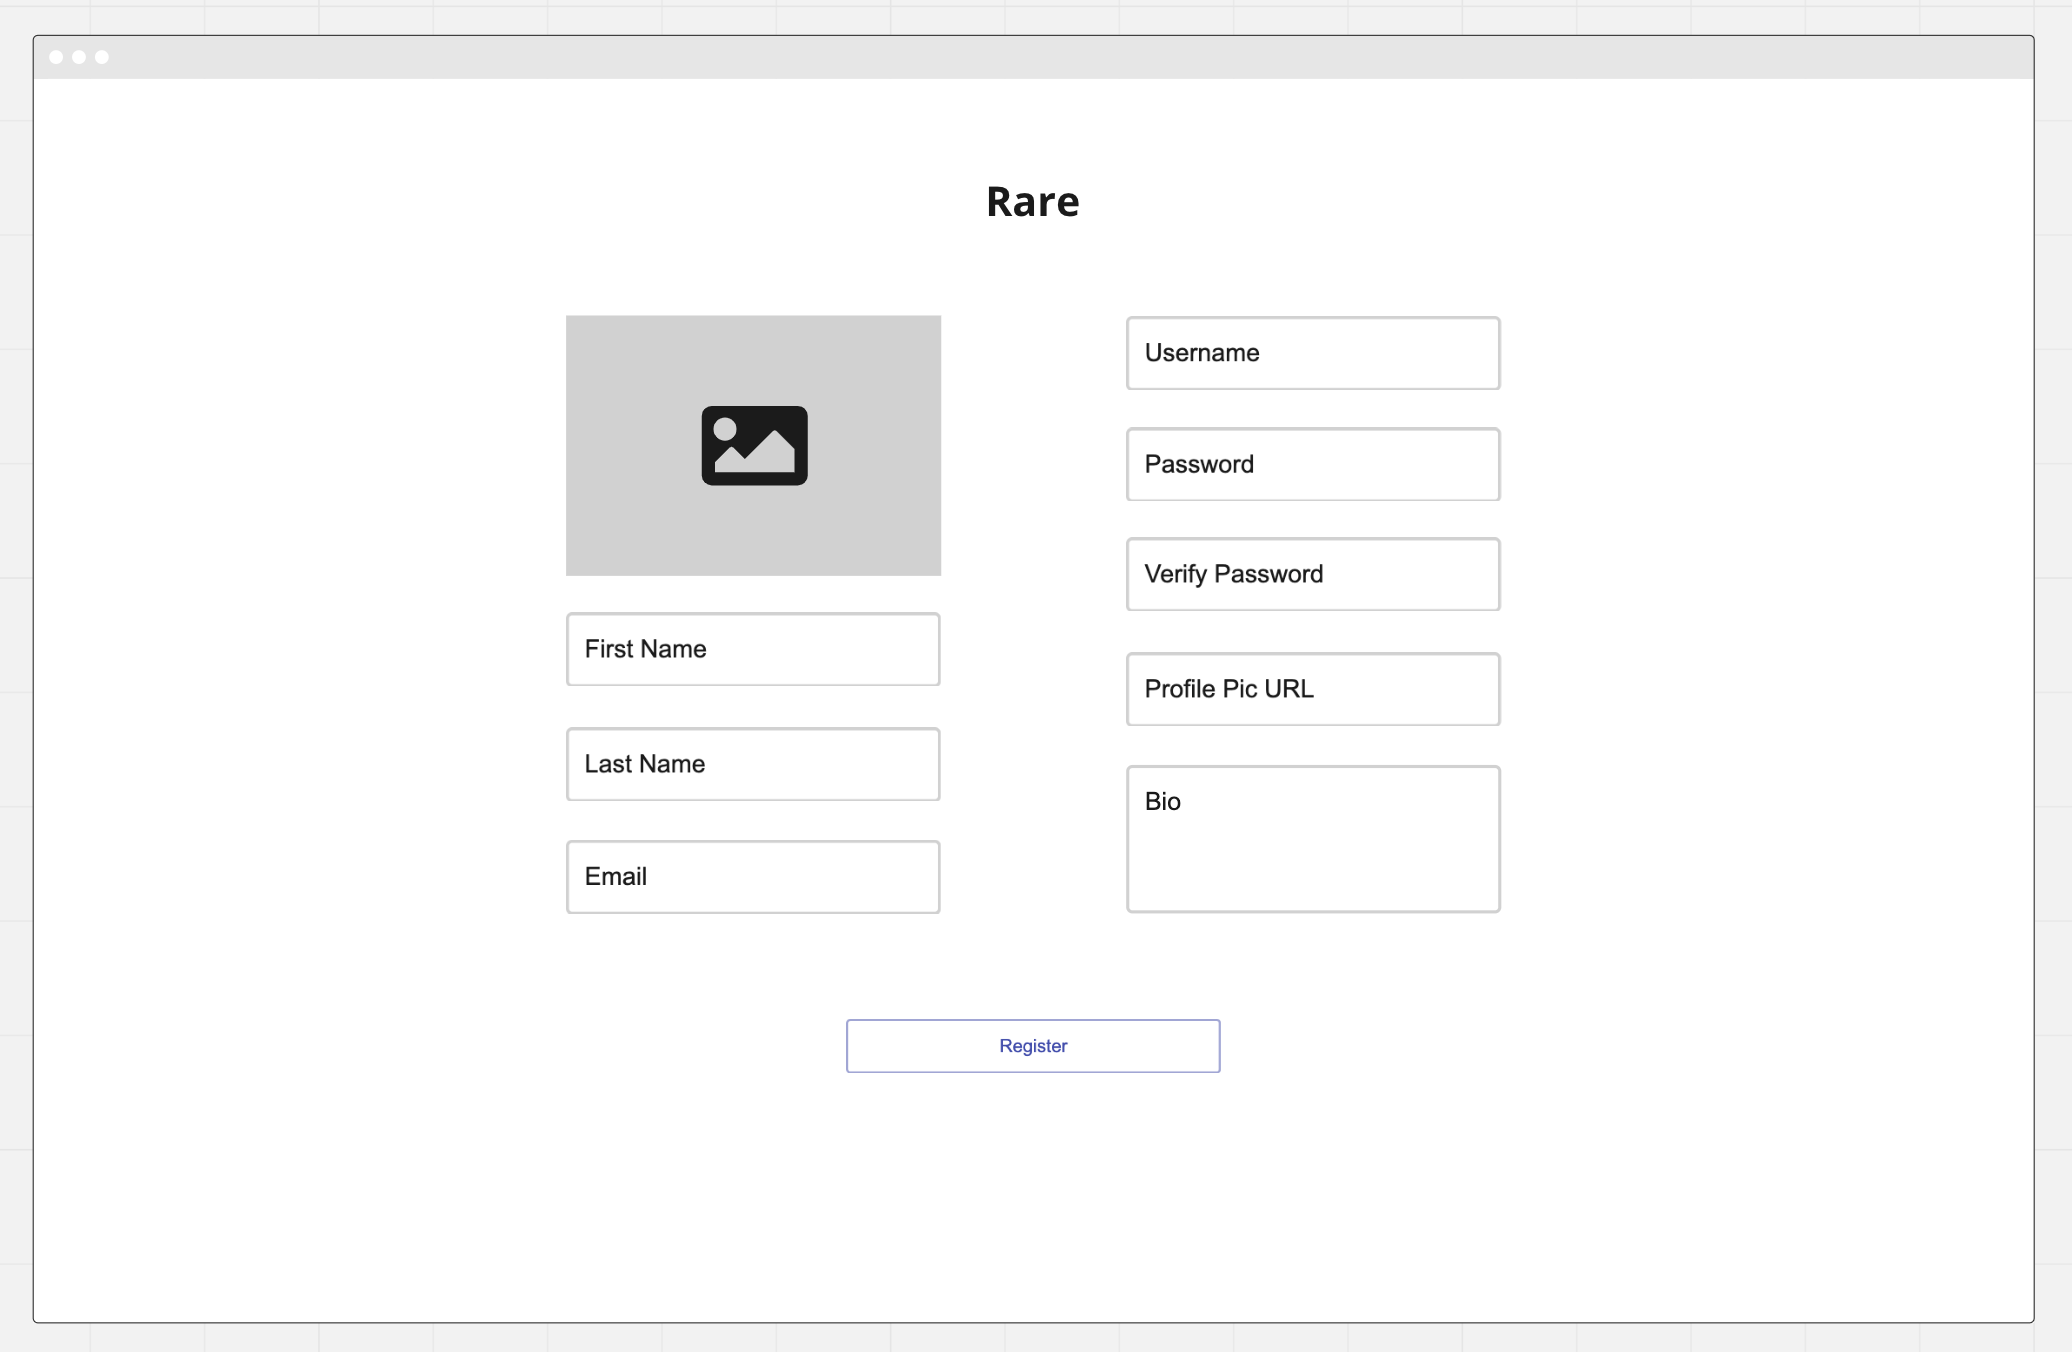 Rare
First Name
Last Name
Email
Username
Password
Verify Password
Profile Pic URL
Bio
Register